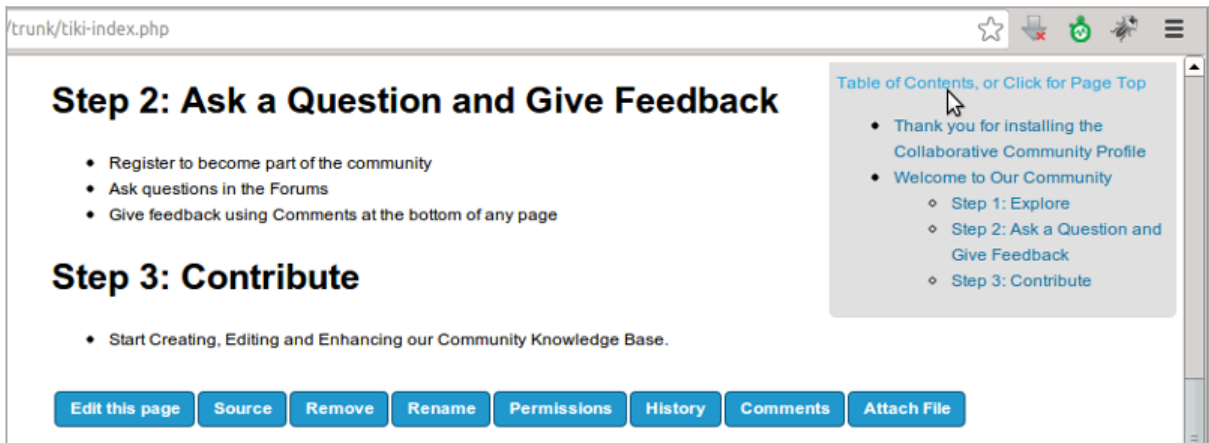 /trunk/tiki-index.php
Step 2: Ask a Question and Give Feedback
Register to become part of the community
Ask questions in the Forums
Give feedback using Comments at the bottom of any page
Step 3: Contribute
Start Creating, Editing and Enhancing our Community Knowledge Base.
Edit this page Source Remove Rename Permissions History Comments Attach File
Table of Contents, or Click for Page Top
Thank you for installing the
Collaborative Community Profile
Welcome to Our Community
Step 1: Explore
Step 2: Ask a Question and
Give Feedback
Step 3: Contribute